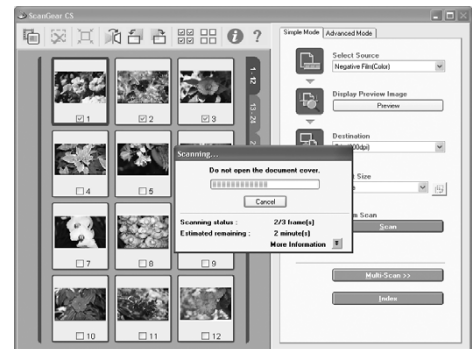 ScanGear CS
Simple Mode Advanced Mode
Select Source
Negative Film(Color)
Display Preview Image
Preview
Destination
1 - 12
13 - 24
1
2
3
4
5
7
8
9
10
11
12
Scanning...
Do not open the document cover.
Cancel
Scanning status : 2/3 frame(s)
Estimated remaining : 2 minute(s)
More Information
Size
Scan
Scan
Multi-Scan >>
Index